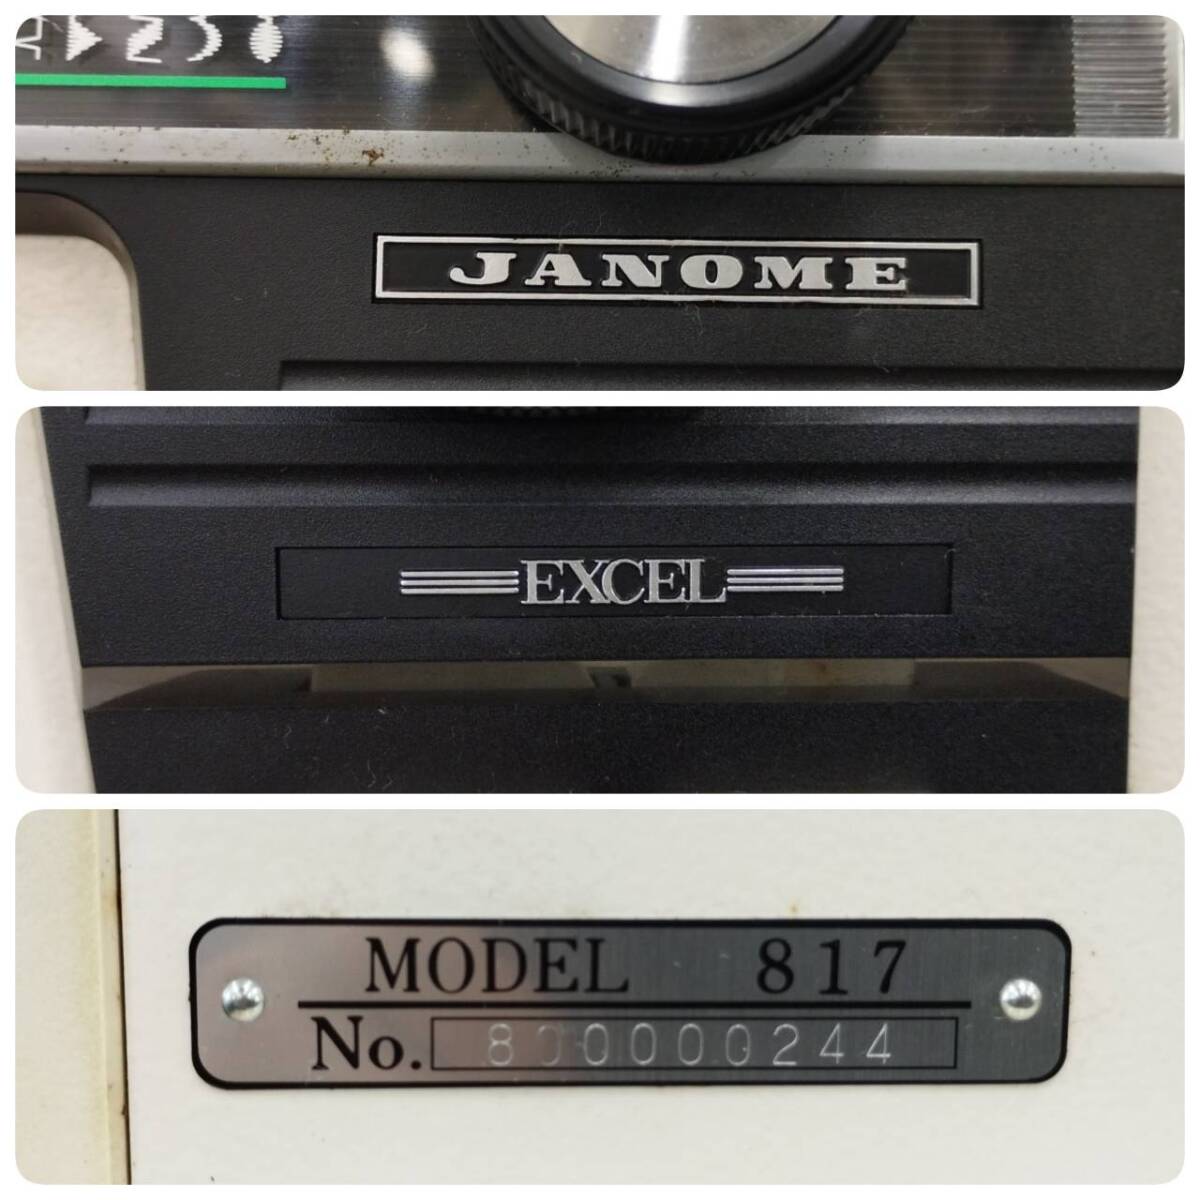 JANOME
EXCEL
MODEL 817
No. 800000244